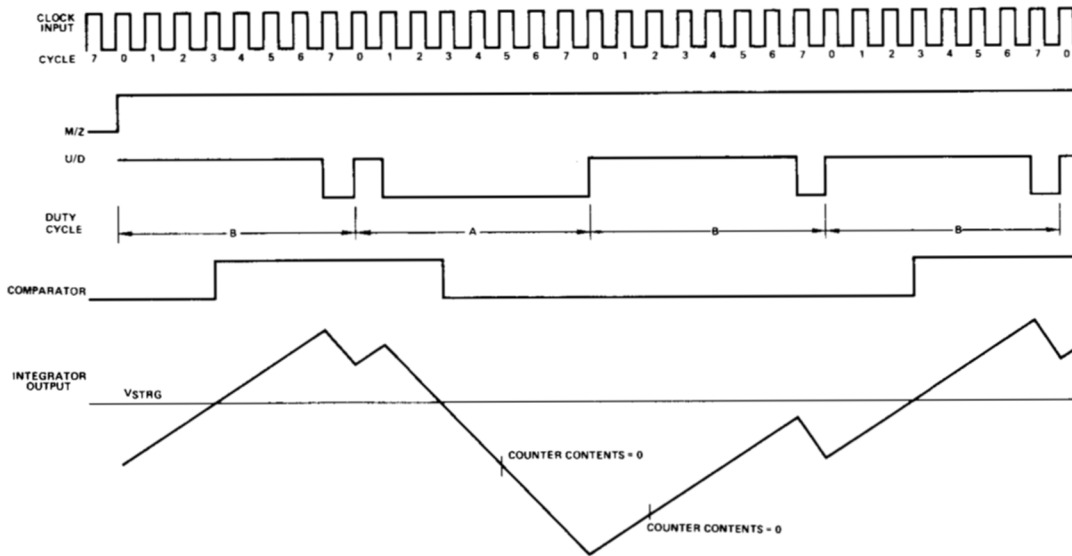 CLOCK
INPUT
CYCLE 7 0 1 2 3 4 5 6 7 0 1 2 3 4 5 6 7 0 1 2 3 4 5 6 7 0 1 2 3 4 5 6 7 0
M/Z
U/D
DUTY
CYCLE
B A B B
COMPARATOR
INTEGRATOR
OUTPUT
VSTRG
COUNTER CONTENTS = 0
COUNTER CONTENTS = 0